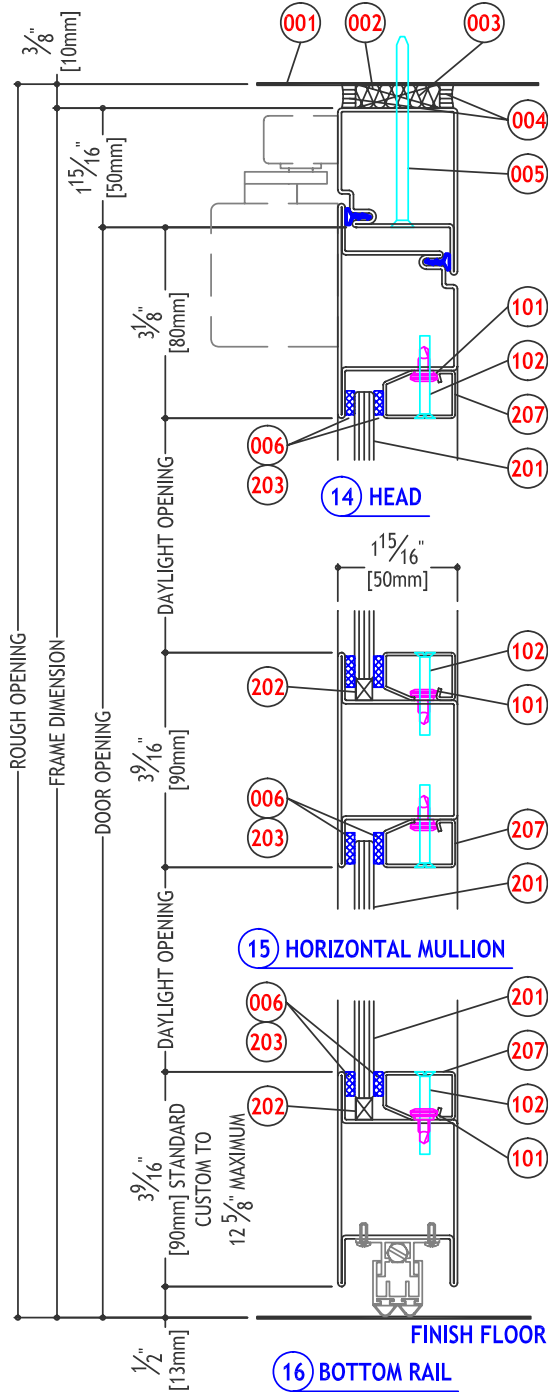 001
002
003
3/8"
[10mm]
004
1 15/16"
[50mm]
005
3 1/8"
[80mm]
101
102
207
006
203
201
14 HEAD
DAYLIGHT OPENING
1 15/16"
[50mm]
ROUGH OPENING
FRAME DIMENSION
DOOR OPENING
102
202
101
3 9/16"
[90mm]
006
203
207
201
15 HORIZONTAL MULLION
DAYLIGHT OPENING
006
203
201
207
202
102
101
3 9/16"
[90mm] STANDARD
CUSTOM TO
12 5/8" MAXIMUM
FINISH FLOOR
1/2"
[13mm]
16 BOTTOM RAIL